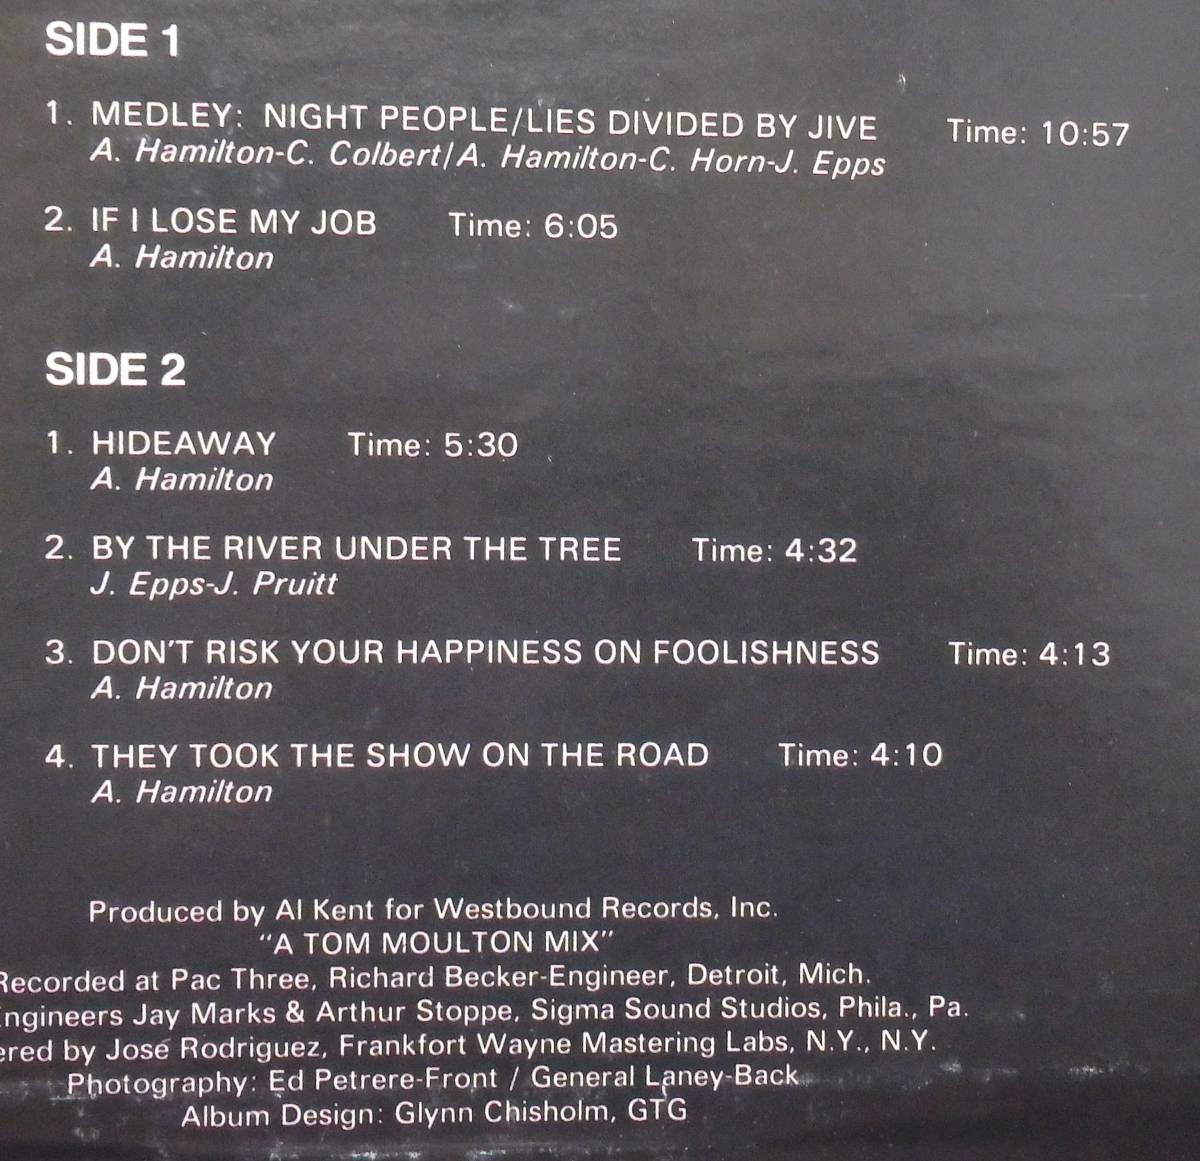 SIDE 1
1. MEDLEY: NIGHT PEOPLE/LIES DIVIDED BY JIVE Time: 10:57
A. Hamilton-C. Colbert/A. Hamilton-C. Horn-J. Epps
2. IF I LOSE MY JOB Time: 6:05
A. Hamilton
SIDE 2
1. HIDEAWAY Time: 5:30
A. Hamilton
2. BY THE RIVER UNDER THE TREE Time: 4:32
J. Epps-J. Pruitt
3. DON'T RISK YOUR HAPPINESS ON FOOLISHNESS Time: 4:13
A. Hamilton
4. THEY TOOK THE SHOW ON THE ROAD Time: 4:10
A. Hamilton
Produced by Al Kent for Westbound Records, Inc.
"A TOM MOULTON MIX"
Recorded at Pac Three, Richard Becker-Engineer, Detroit, Mich.
Engineers Jay Marks & Arthur Stoppe, Sigma Sound Studios, Phila., Pa.
ered by José Rodriguez, Frankfort Wayne Mastering Labs, N.Y., N.Y.
Photography: Ed Petrere-Front / General Laney-Back
Album Design: Glynn Chisholm, GTG